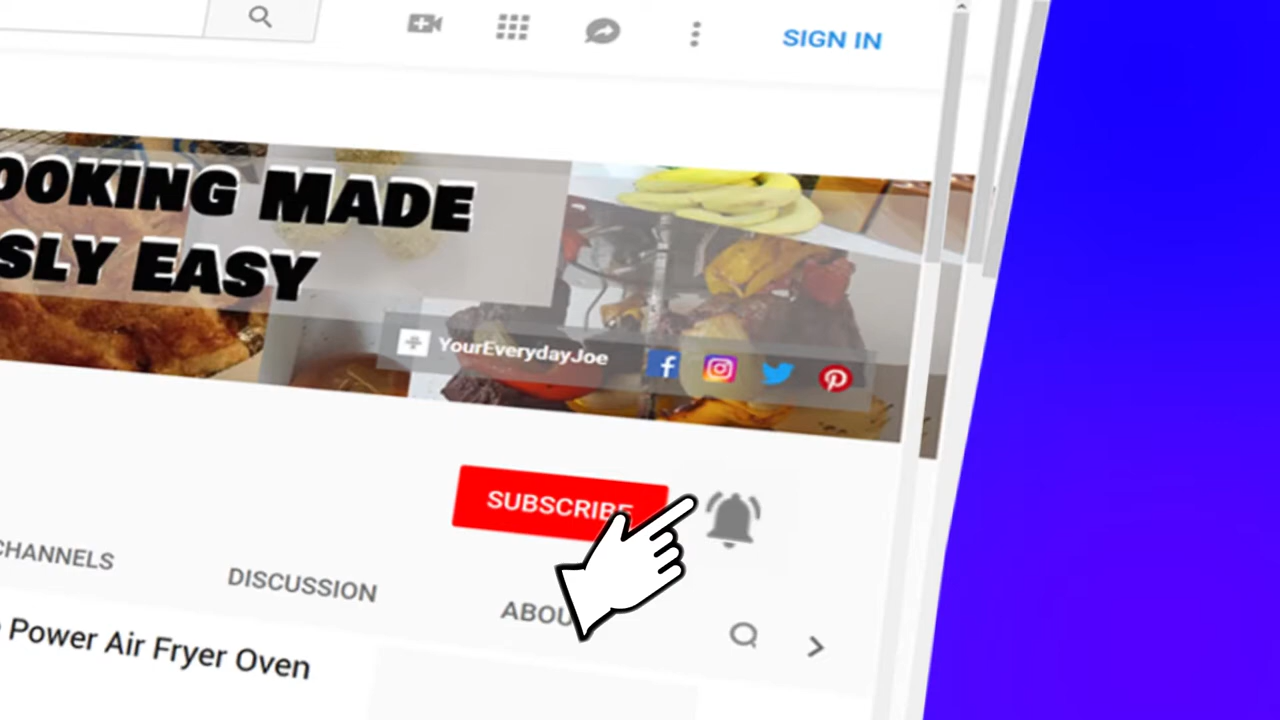 SIGN IN
OOKING MADE
SLY EASY
YourEverydayJoe
SUBSCRIBE
CHANNELS
DISCUSSION
ABOU
Power Air Fryer Oven